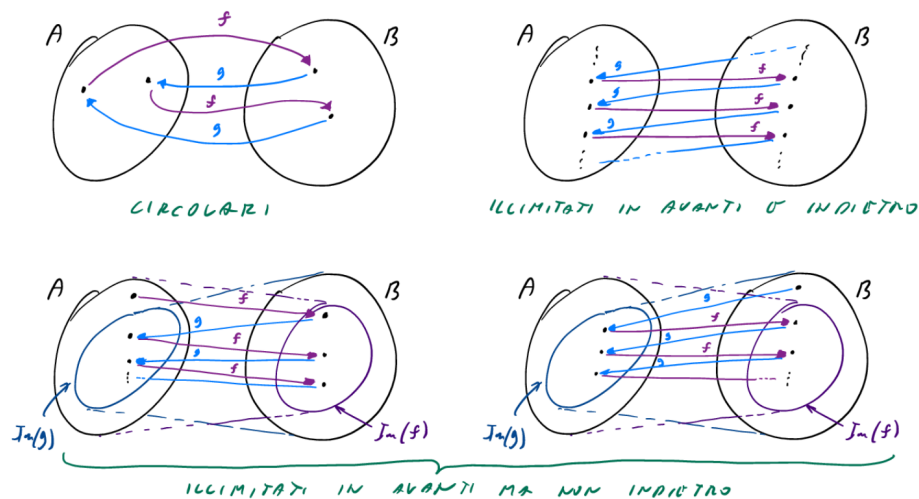 A f B
g
f
g
CIRCOLARI
A B
g f
g f
g f
ILLIMITATI IN AVANTI E INDIETRO
A B
f
g
f
g
f
Im(g) Im(f)
A B
g
f
g
f
g
Im(g) Im(f)
ILLIMITATI IN AVANTI MA NON INDIETRO